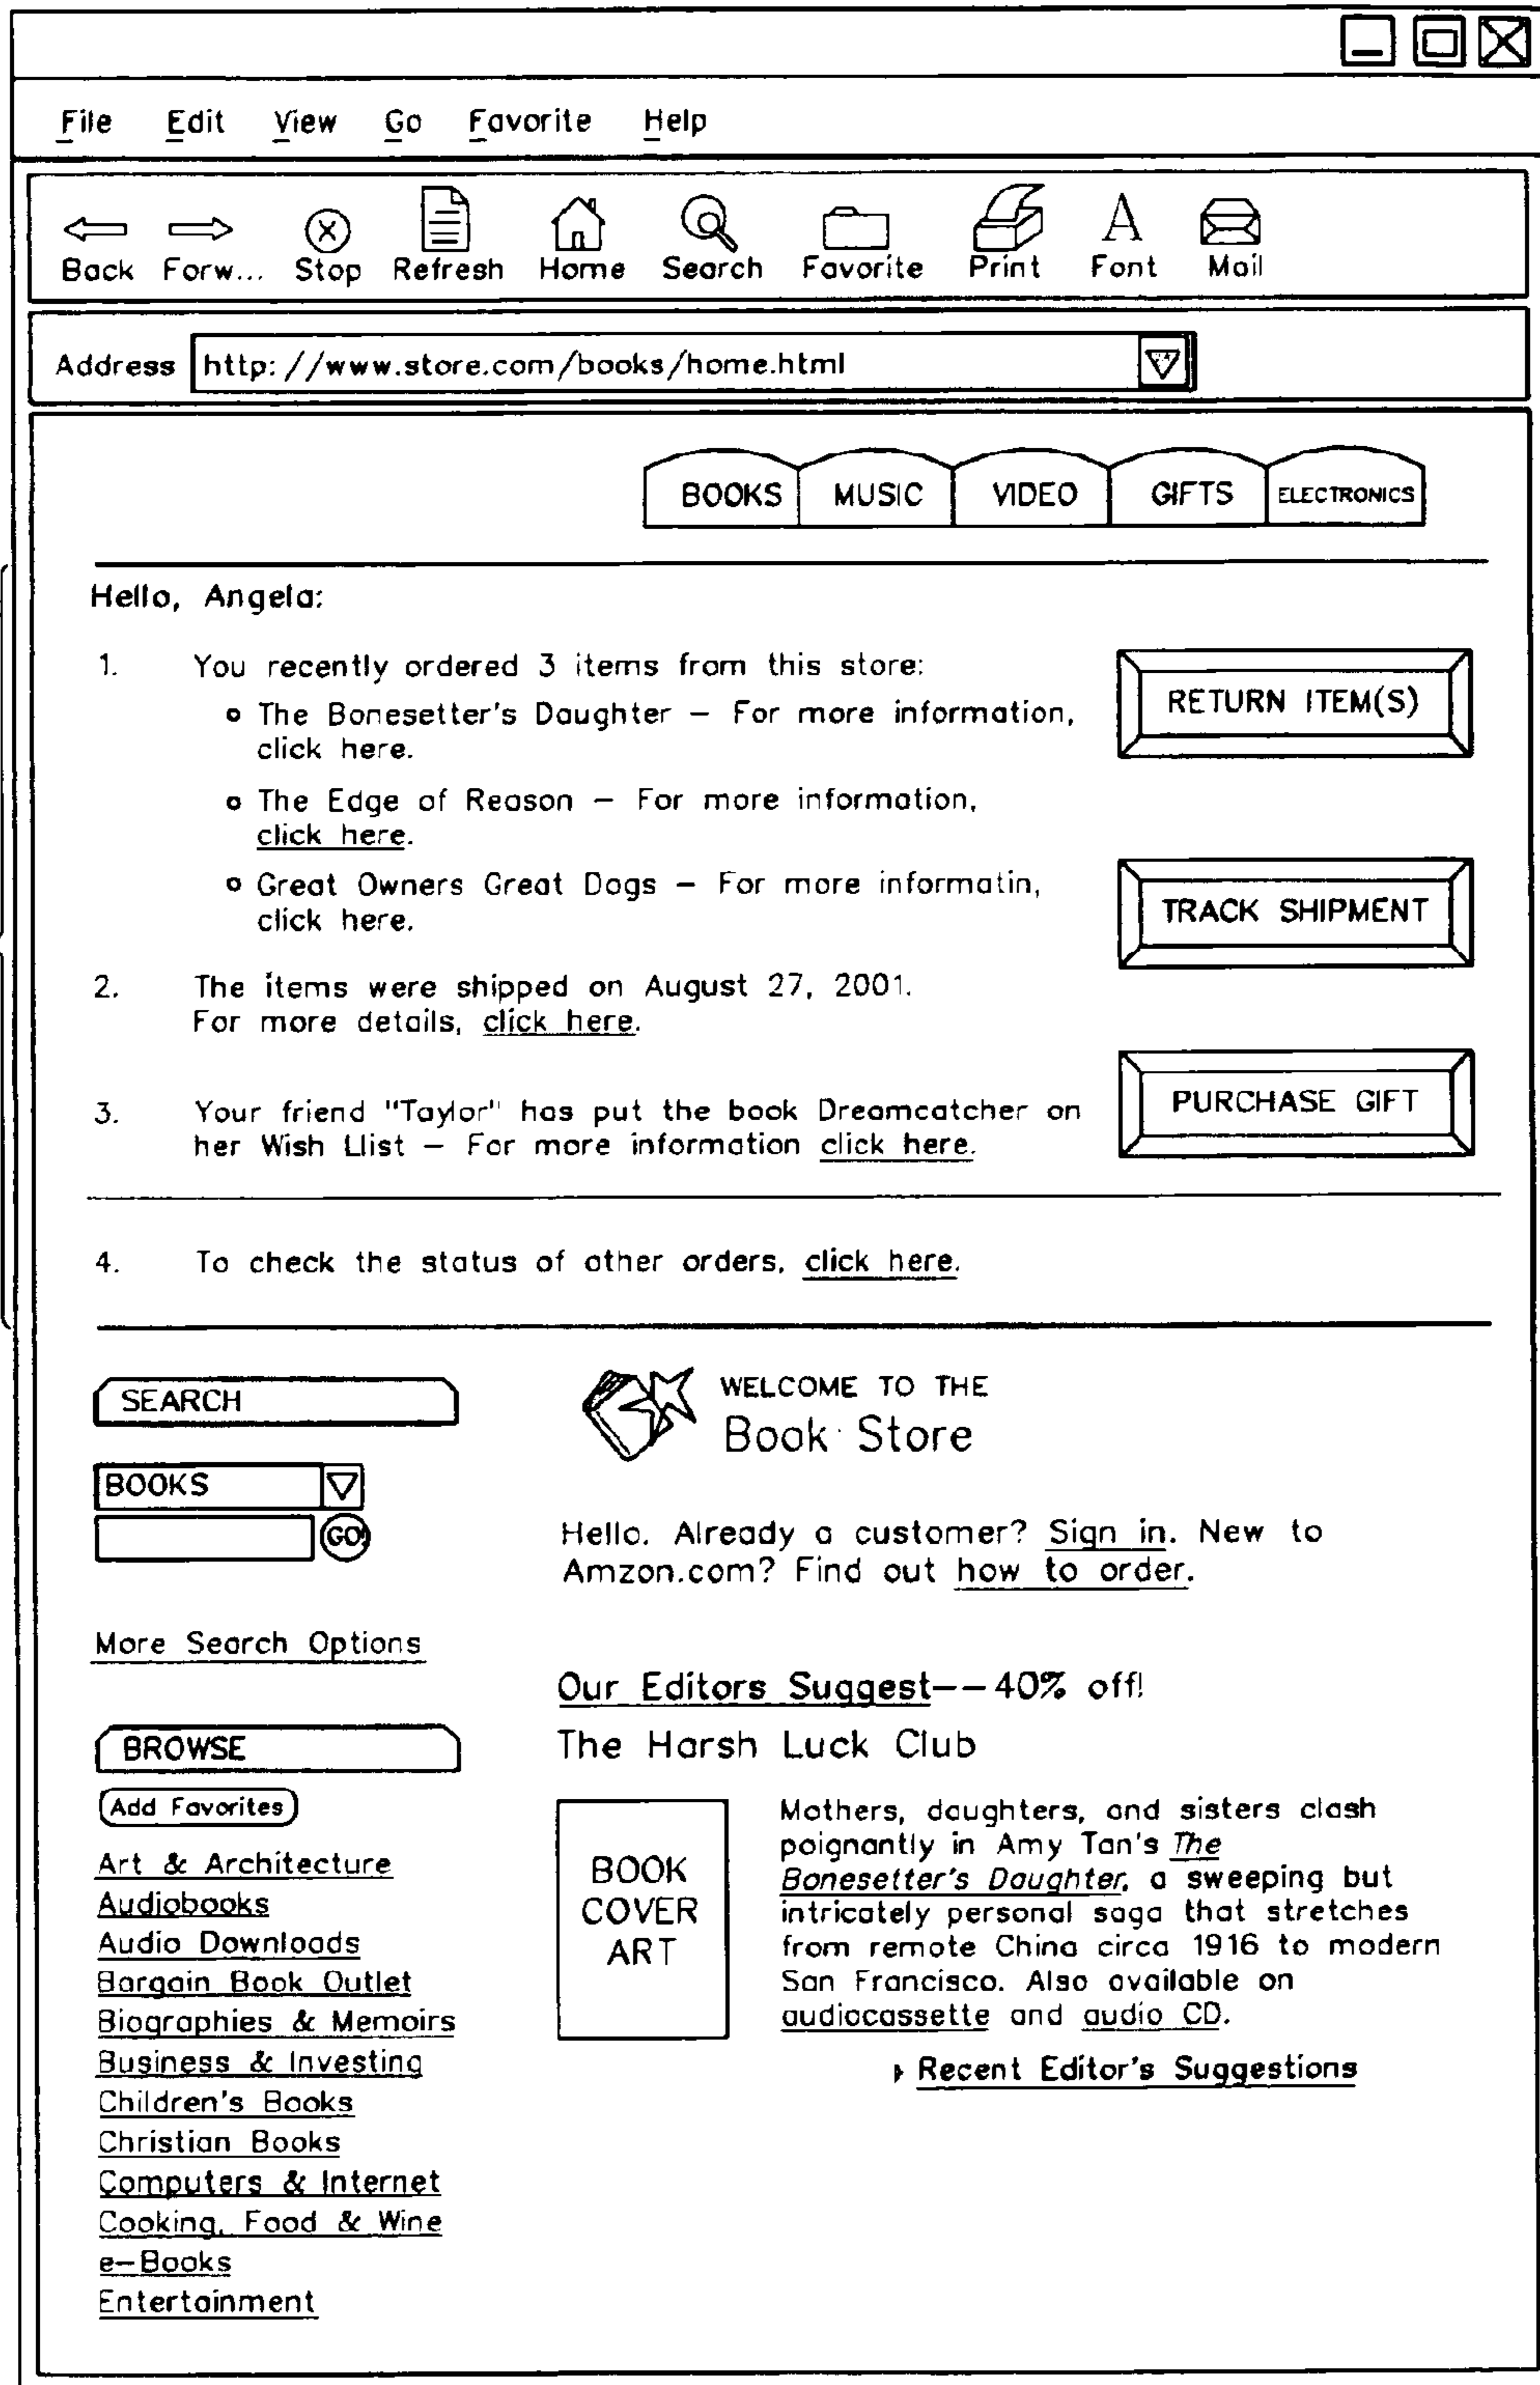 File Edit View Go Favorite Help
Back Forw... Stop Refresh Home Search Favorite Print Font Mail
Address http://www.store.com/books/home.html
BOOKS MUSIC VIDEO GIFTS ELECTRONICS
Hello, Angela:
1. You recently ordered 3 items from this store:
The Bonesetter's Daughter – For more information,
click here.
RETURN ITEM(S)
The Edge of Reason – For more information,
click here.
Great Owners Great Dogs – For more informatin,
click here.
TRACK SHIPMENT
2. The items were shipped on August 27, 2001.
For more details, click here.
3. Your friend "Taylor" has put the book Dreamcatcher on
her Wish Llist – For more information click here.
PURCHASE GIFT
4. To check the status of other orders, click here.
SEARCH
BOOKS
GO!
More Search Options
BROWSE
Add Favorites
Art & Architecture
Audiobooks
Audio Downloads
Bargain Book Outlet
Biographies & Memoirs
Business & Investing
Children's Books
Christian Books
Computers & Internet
Cooking, Food & Wine
e-Books
Entertainment
WELCOME TO THE
Book Store
Hello. Already a customer? Sign in. New to
Amzon.com? Find out how to order.
Our Editors Suggest--40% off!
The Harsh Luck Club
BOOK
COVER
ART
Mothers, daughters, and sisters clash
poignantly in Amy Tan's The
Bonesetter's Daughter, a sweeping but
intricately personal saga that stretches
from remote China circa 1916 to modern
San Francisco. Also available on
audiocassette and audio CD.
Recent Editor's Suggestions